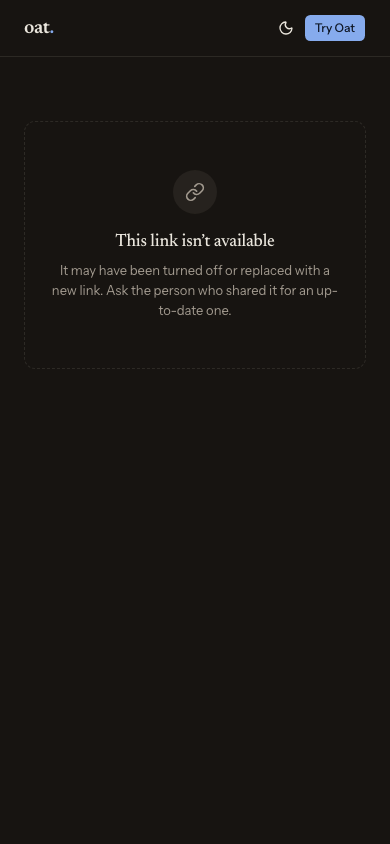 oat.
Try Oat
This link isn’t available
It may have been turned off or replaced with a
new link. Ask the person who shared it for an up-
to-date one.